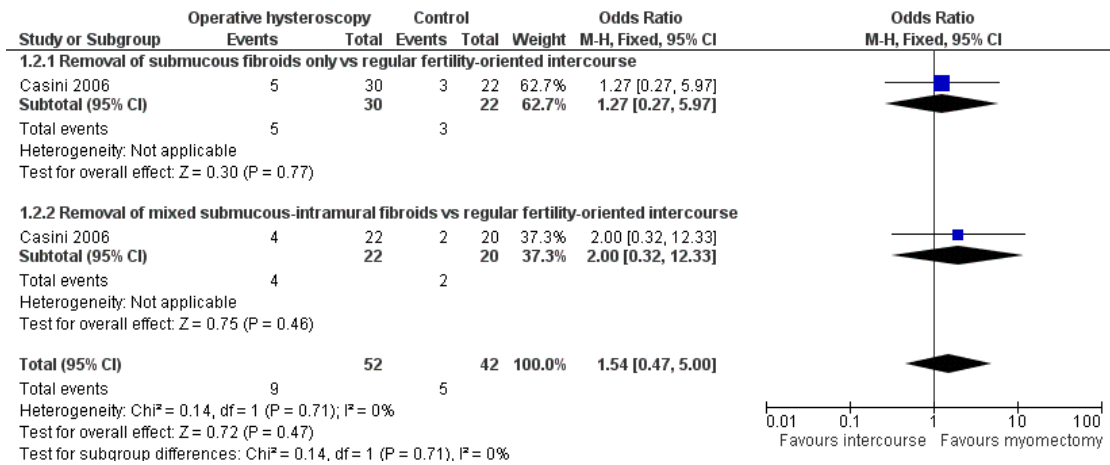 Operative hysteroscopy Control Odds Ratio Odds Ratio
Study or Subgroup Events Total Events Total Weight M-H, Fixed, 95% CI M-H, Fixed, 95% CI
1.2.1 Removal of submucous fibroids only vs regular fertility-oriented intercourse
Casini 2006 5 30 3 22 62.7% 1.27 [0.27, 5.97]
Subtotal (95% CI) 30 22 62.7% 1.27 [0.27, 5.97]
Total events 5 3
Heterogeneity: Not applicable
Test for overall effect: Z = 0.30 (P = 0.77)
1.2.2 Removal of mixed submucous-intramural fibroids vs regular fertility-oriented intercourse
Casini 2006 4 22 2 20 37.3% 2.00 [0.32, 12.33]
Subtotal (95% CI) 22 20 37.3% 2.00 [0.32, 12.33]
Total events 4 2
Heterogeneity: Not applicable
Test for overall effect: Z = 0.75 (P = 0.46)
Total (95% CI) 52 42 100.0% 1.54 [0.47, 5.00]
Total events 9 5
Heterogeneity: Chi² = 0.14, df = 1 (P = 0.71); I² = 0%
Test for overall effect: Z = 0.72 (P = 0.47)
Test for subgroup differences: Chi² = 0.14, df = 1 (P = 0.71), I² = 0%
0.01 0.1 1 10 100
Favours intercourse Favours myomectomy